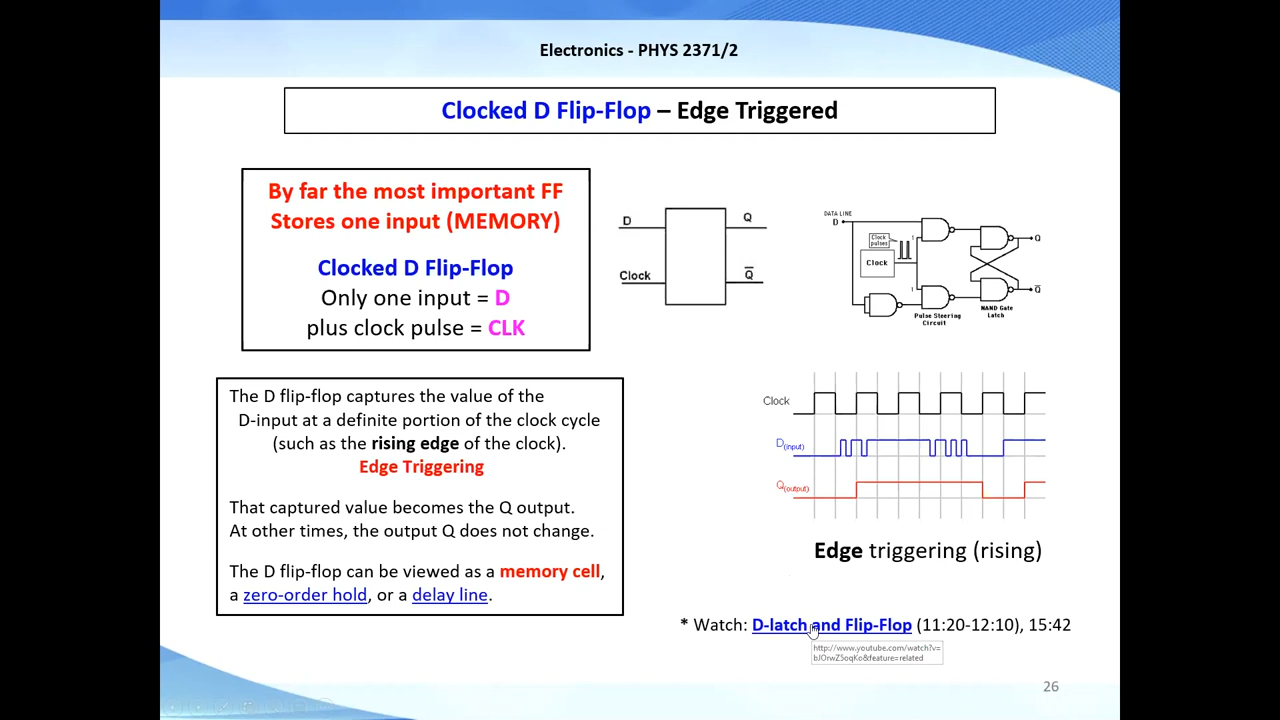 Electronics - PHYS 2371/2
Clocked D Flip-Flop – Edge Triggered
By far the most important FF
Stores one input (MEMORY)
Clocked D Flip-Flop
Only one input = D
plus clock pulse = CLK
D
Q
Clock
Q
DATA LINE
D
Clock
pulses
1
Clock
1
Q
Q
Pulse Steering
Circuit
NAND Gate
Latch
The D flip-flop captures the value of the
D-input at a definite portion of the clock cycle
(such as the rising edge of the clock).
Edge Triggering
That captured value becomes the Q output.
At other times, the output Q does not change.
The D flip-flop can be viewed as a memory cell,
a zero-order hold, or a delay line.
Clock
D(input)
Q(output)
Edge triggering (rising)
* Watch: D-latch and Flip-Flop (11:20-12:10), 15:42
http://www.youtube.com/watch?v=
bJOrwZ5oqKo&feature=related
26